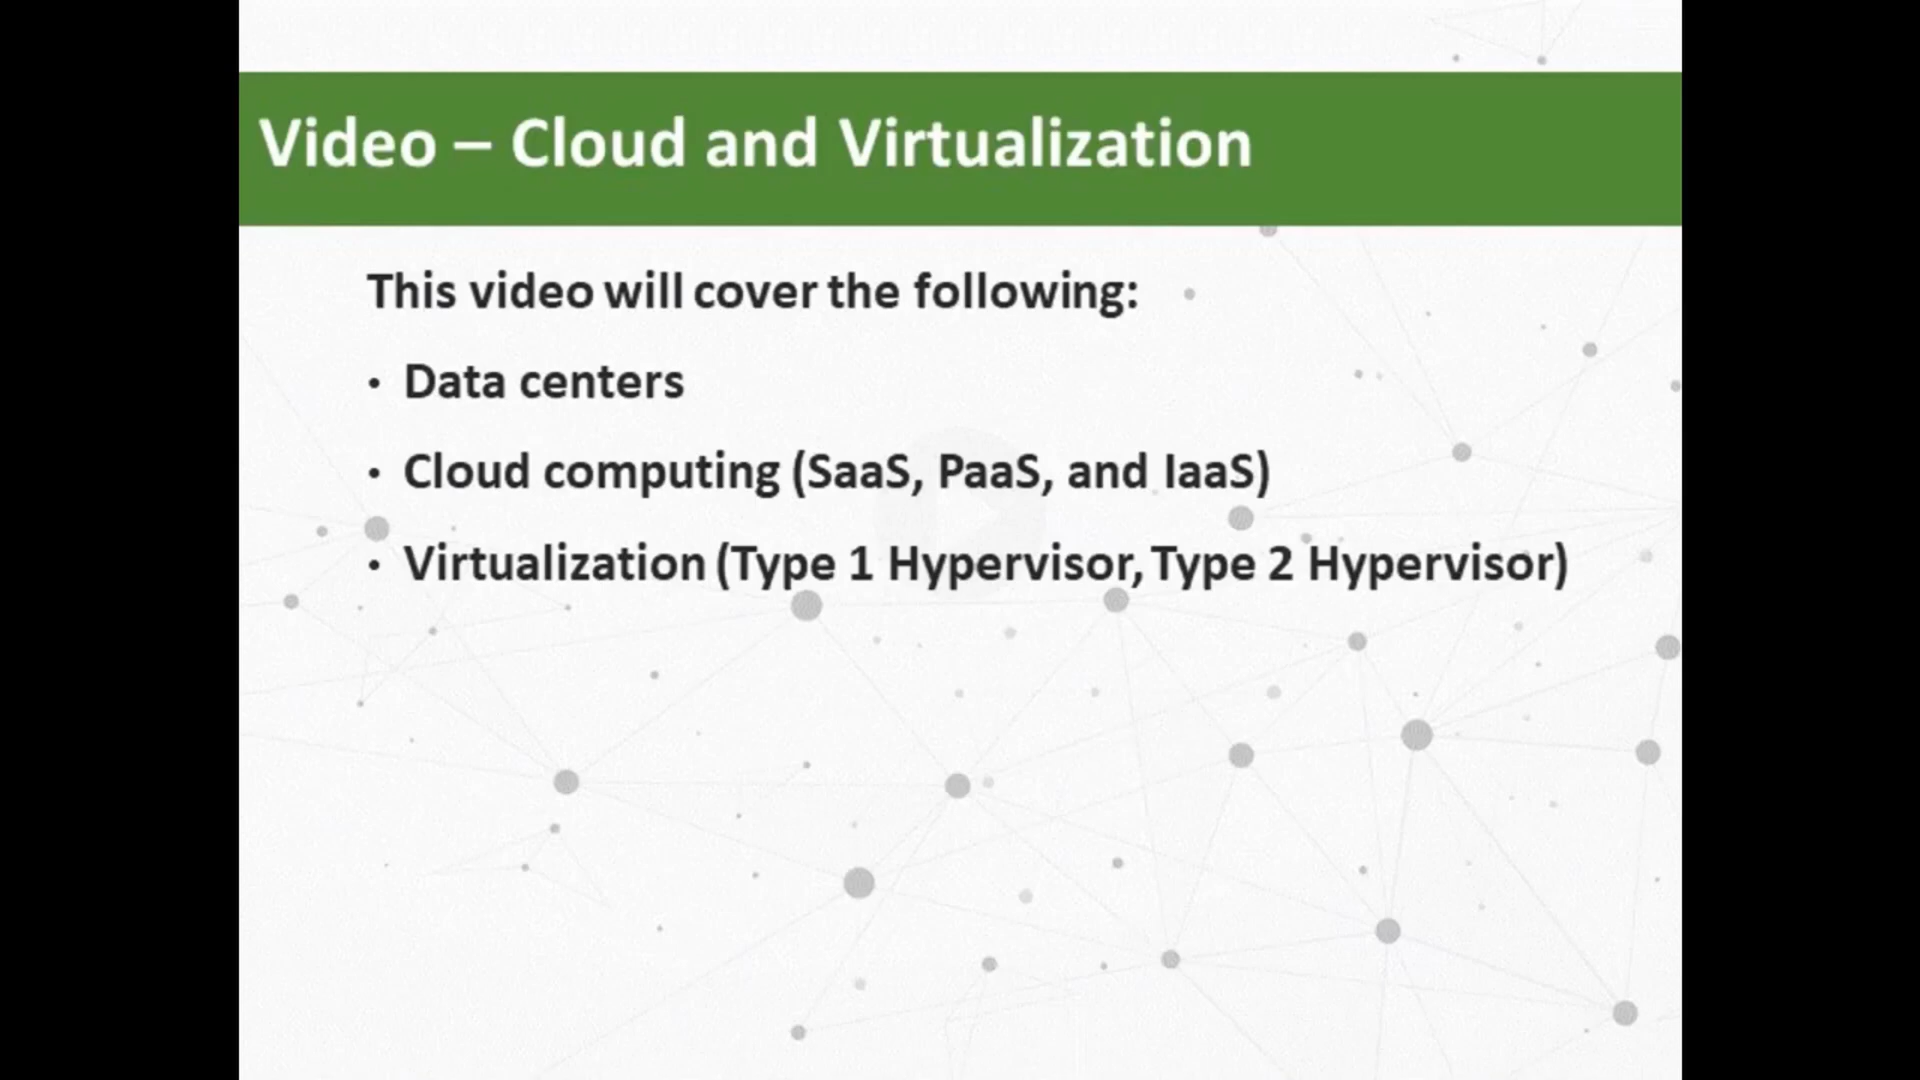 Video – Cloud and Virtualization
This video will cover the following:
• Data centers
• Cloud computing (SaaS, PaaS, and IaaS)
• Virtualization (Type 1 Hypervisor, Type 2 Hypervisor)